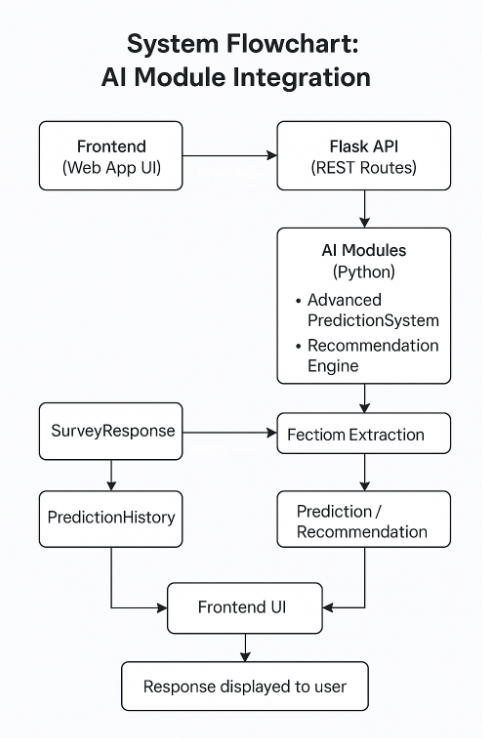 System Flowchart:
AI Module Integration
Frontend
(Web App UI)
Flask API
(REST Routes)
AI Modules
(Python)
• Advanced
PredictionSystem
• Recommendation
Engine
SurveyResponse
Fectiom Extraction
PredictionHistory
Prediction /
Recommendation
Frontend UI
Response displayed to user